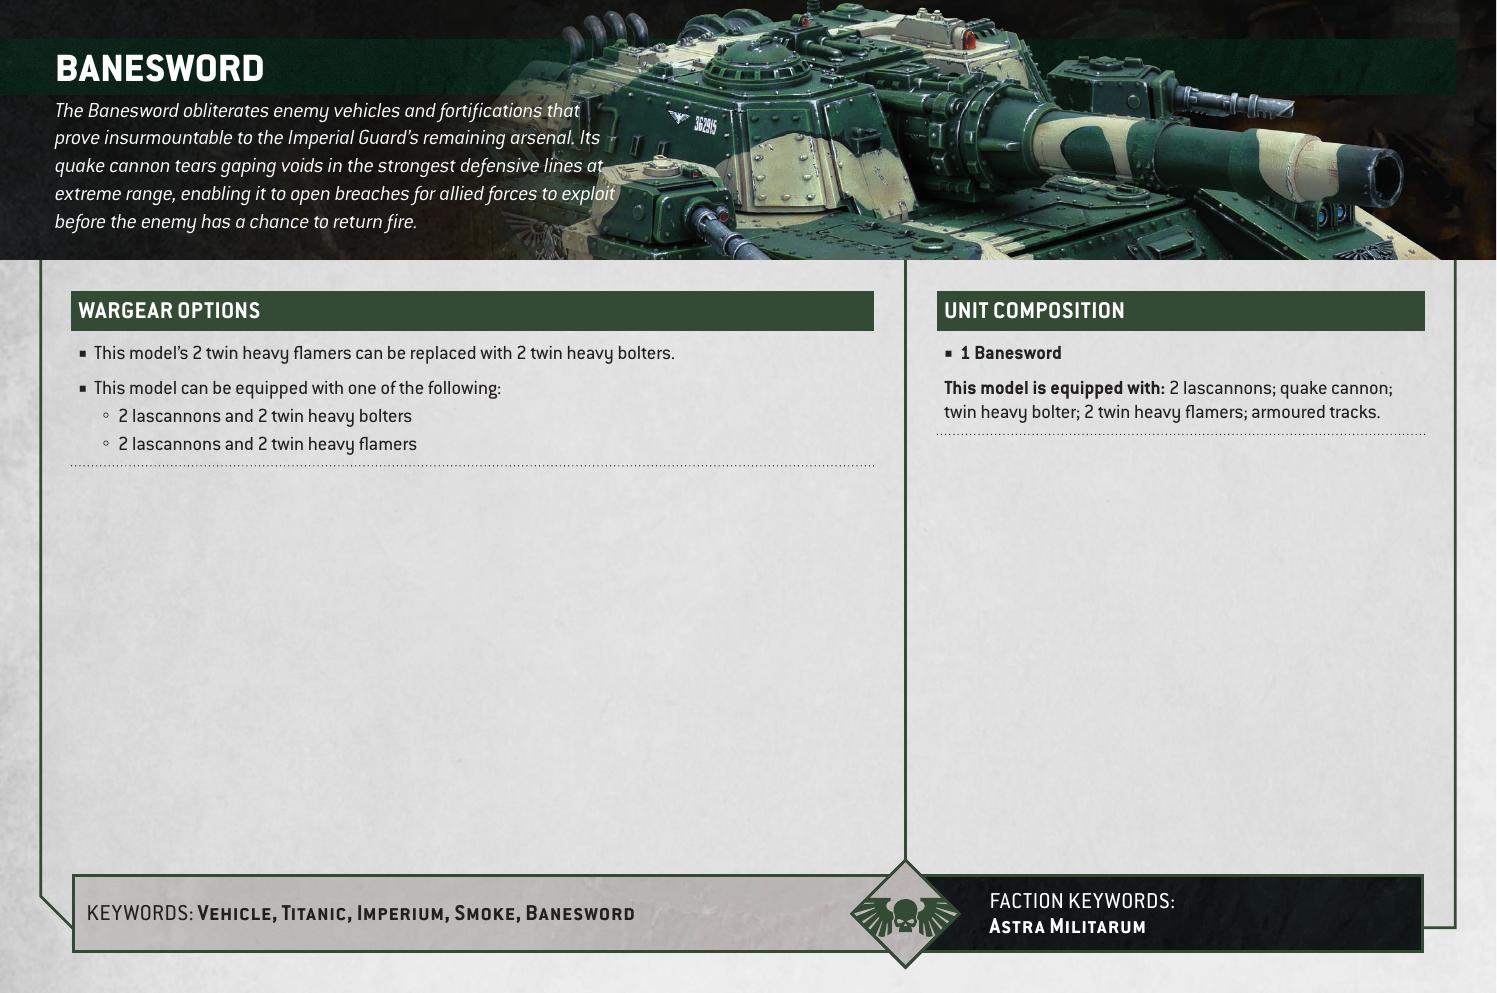 BANESWORD
The Banesword obliterates enemy vehicles and fortifications that
prove insurmountable to the Imperial Guard's remaining arsenal. Its
quake cannon tears gaping voids in the strongest defensive lines at
extreme range, enabling it to open breaches for allied forces to exploit
before the enemy has a chance to return fire.
362915
WARGEAR OPTIONS
■ This model's 2 twin heavy flamers can be replaced with 2 twin heavy bolters.
■ This model can be equipped with one of the following:
◦ 2 lascannons and 2 twin heavy bolters
◦ 2 lascannons and 2 twin heavy flamers
UNIT COMPOSITION
■ 1 Banesword
This model is equipped with: 2 lascannons; quake cannon;
twin heavy bolter; 2 twin heavy flamers; armoured tracks.
KEYWORDS: Vehicle, Titanic, Imperium, Smoke, Banesword
FACTION KEYWORDS:
Astra Militarum